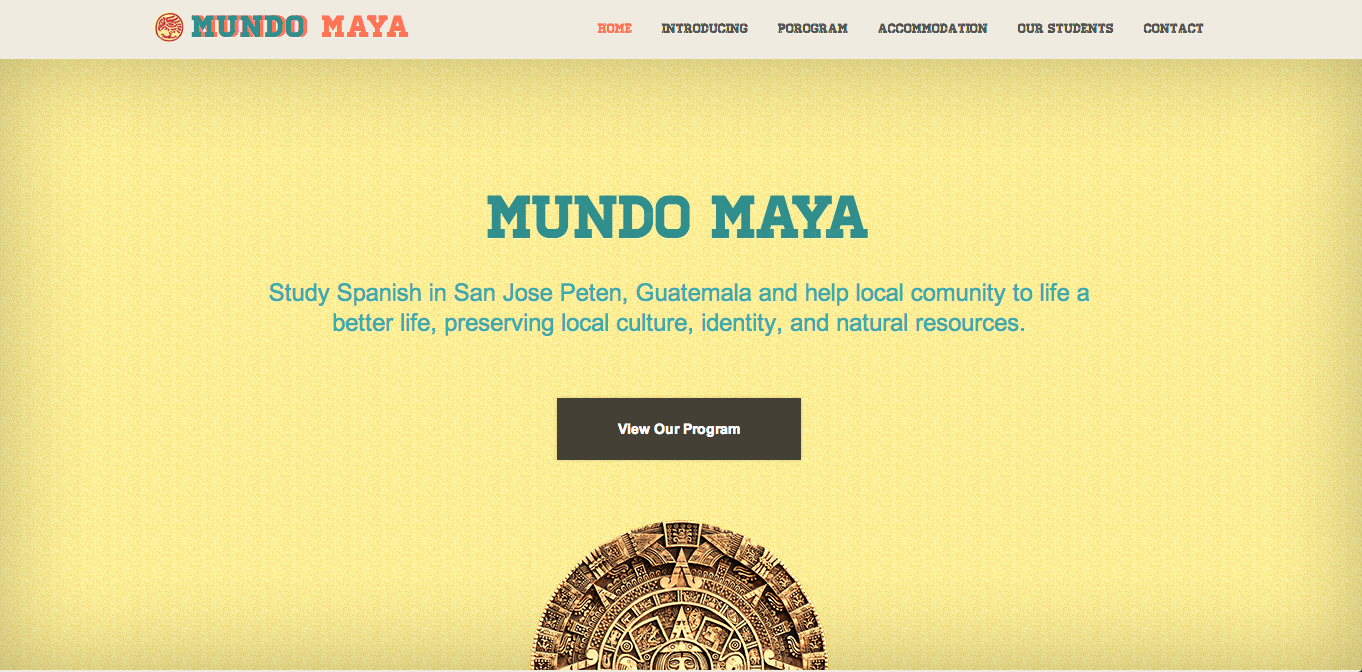 MUNDO MAYA
HOME INTRODUCING POROGRAM ACCOMMODATION OUR STUDENTS CONTACT
MUNDO MAYA
Study Spanish in San Jose Peten, Guatemala and help local comunity to life a
better life, preserving local culture, identity, and natural resources.
View Our Program